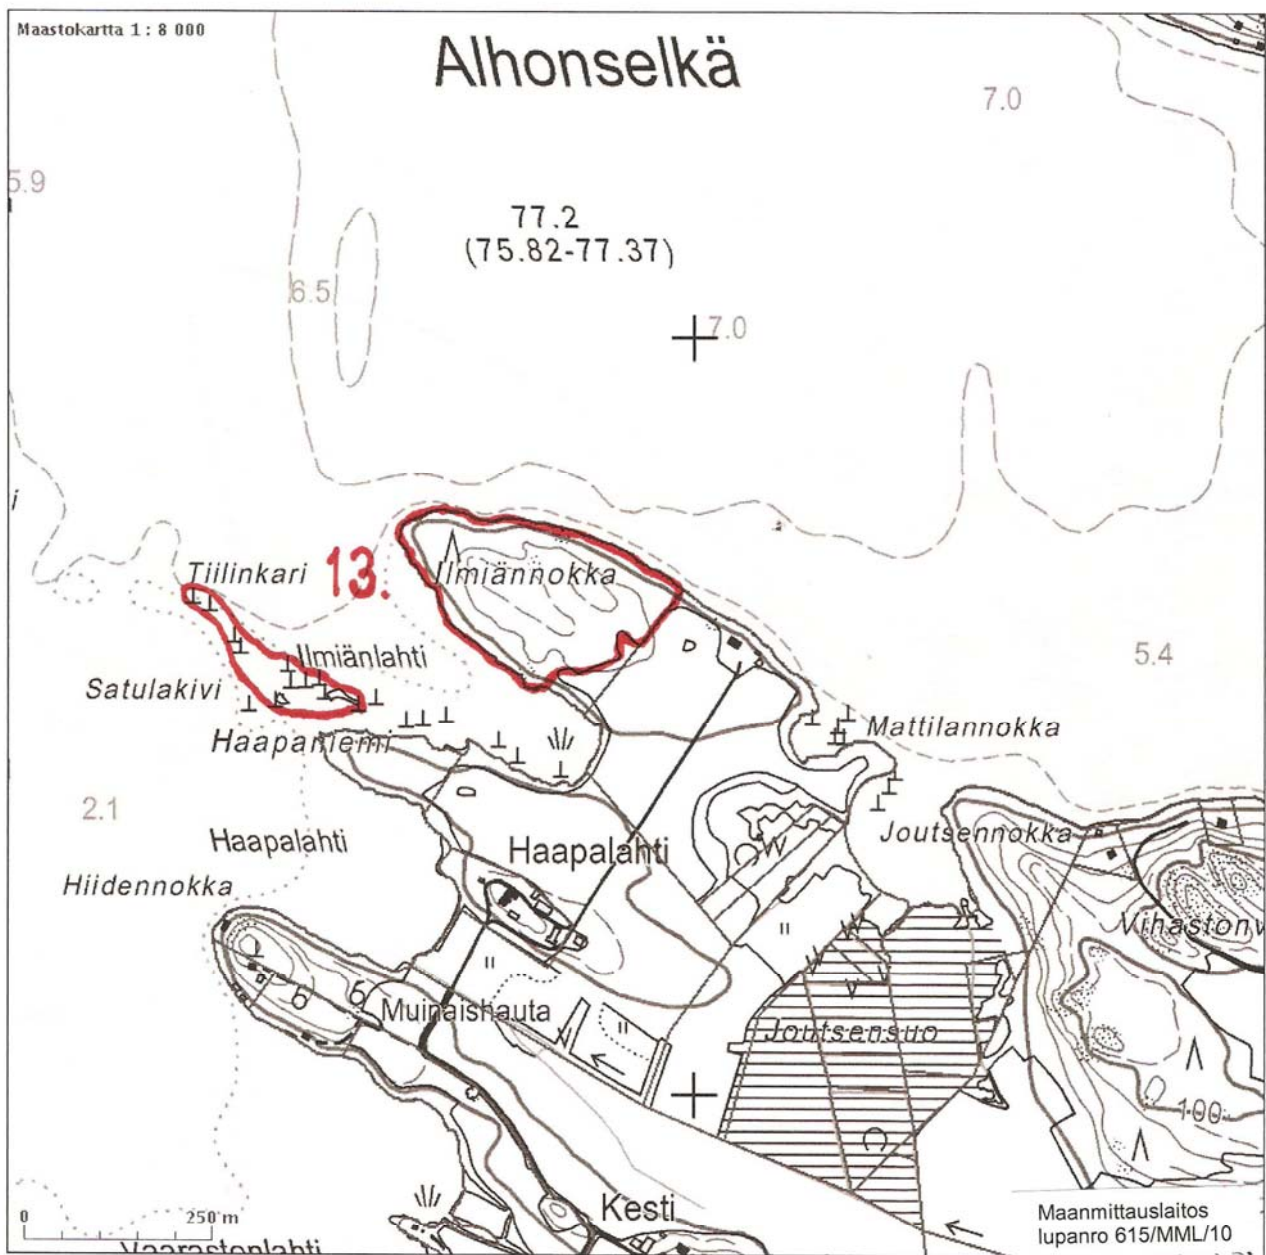 Maastokartta 1 : 8 000
Alhonselkä
7.0
5.9
77.2
(75.82-77.37)
6.5
7.0
Tiilinkari
13.
Ilmiännokka
Ilmiänlahti
5.4
Satulakivi
Haapaniemi
Mattilannokka
2.1
Haapalahti
Haapalahti
Joutsennokka
Hiidennokka
Muinaishauta
Joutsensuo
100
Kesti
Maanmittauslaitos
lupanro 615/MML/10
0
250 m
Vaarastonlahti